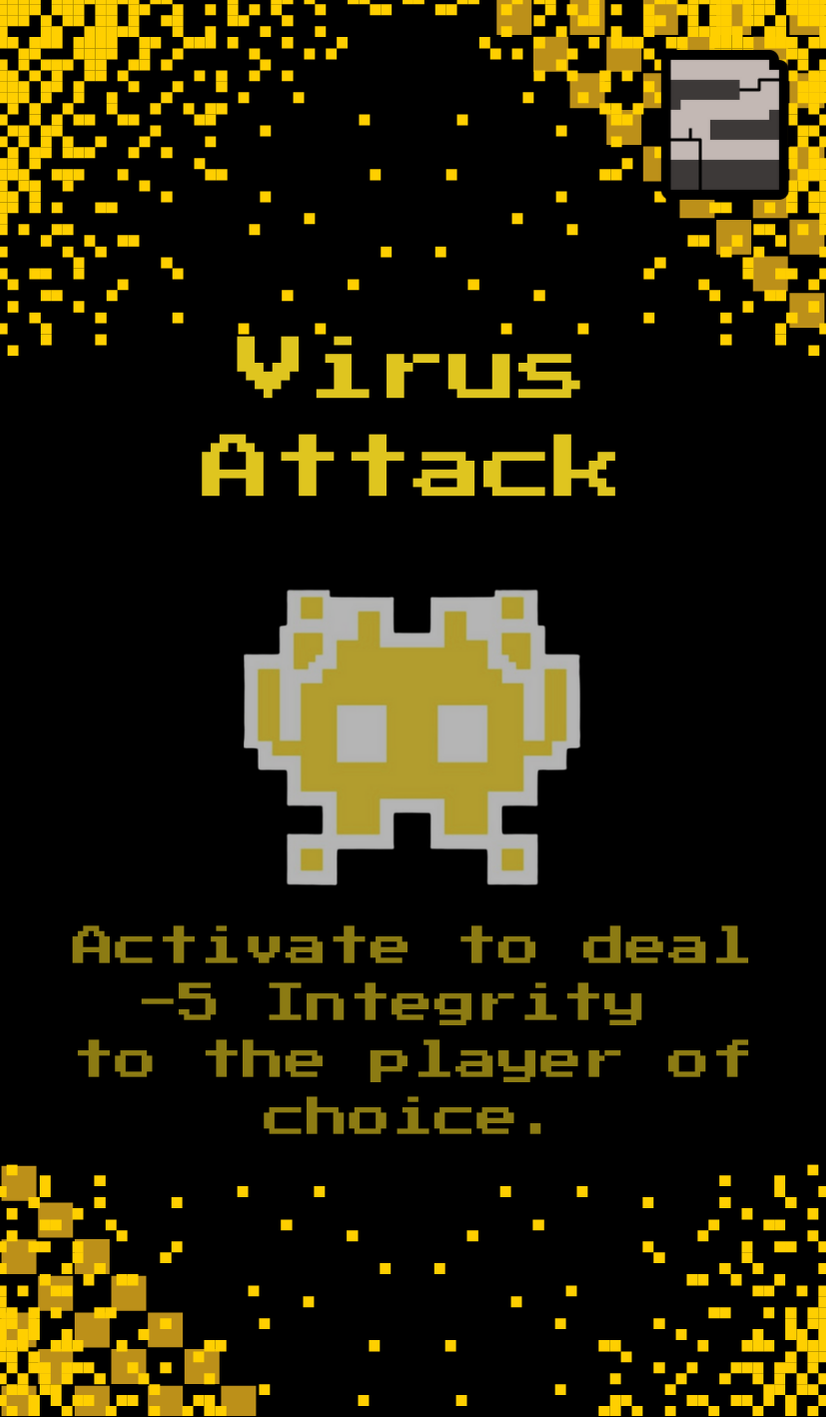 Virus
Attack
Activate to deal
-5 Integrity
to the player of
choice.